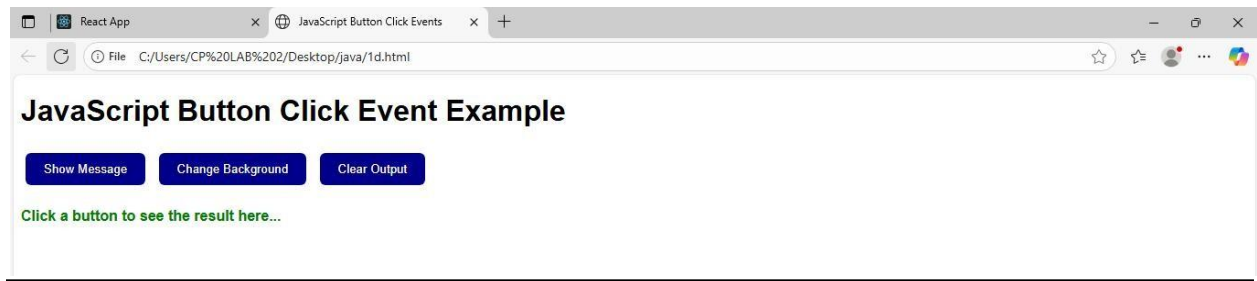 React App
JavaScript Button Click Events
File C:/Users/CP%20LAB%202/Desktop/java/1d.html
JavaScript Button Click Event Example
Show Message Change Background Clear Output
Click a button to see the result here...